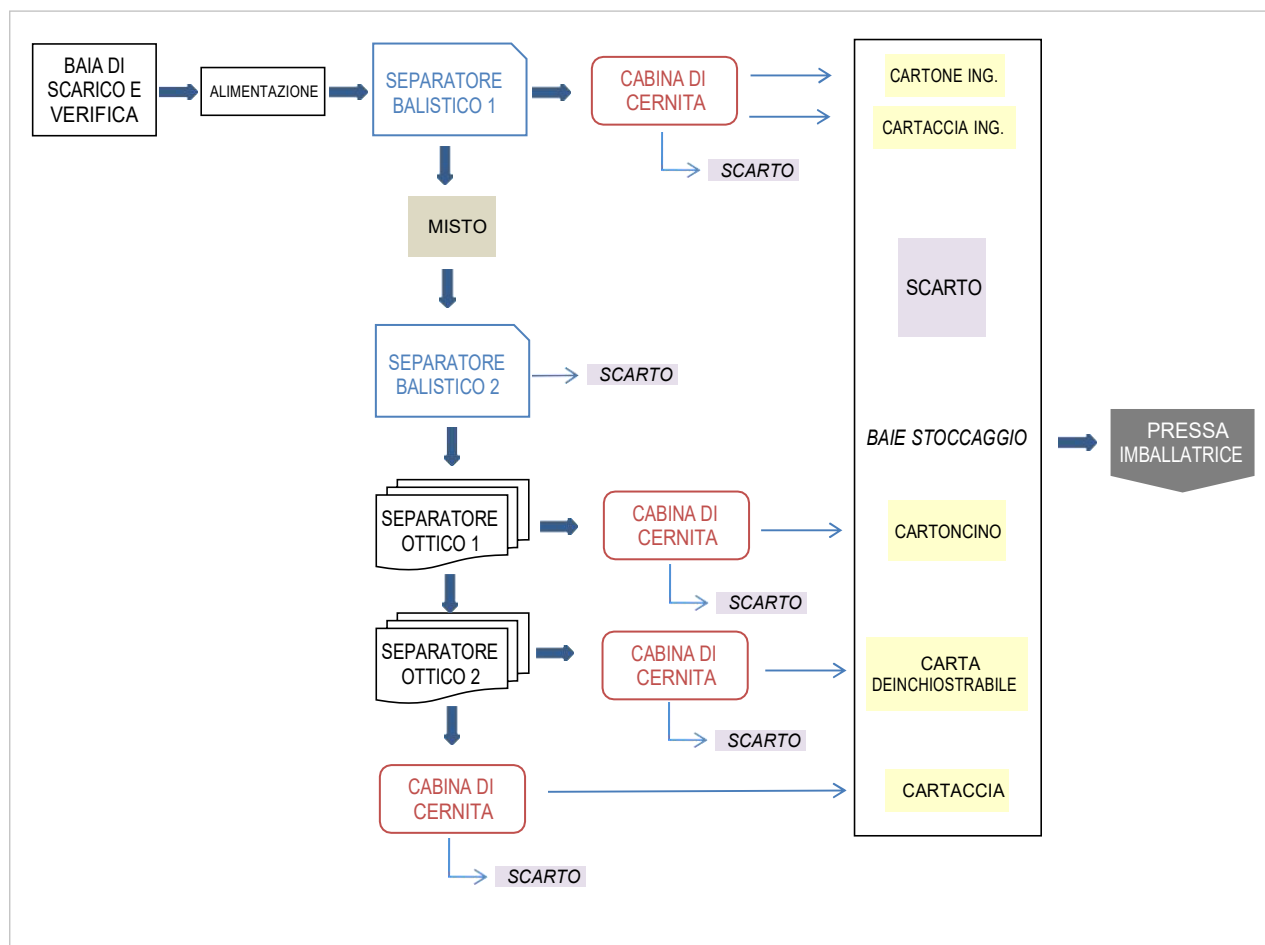 BAIA DI
SCARICO E
VERIFICA
ALIMENTAZIONE
SEPARATORE
BALISTICO 1
CABINA DI
CERNITA
CARTONE ING.
CARTACCIA ING.
SCARTO
MISTO
SCARTO
SEPARATORE
BALISTICO 2
SCARTO
BAIE STOCCAGGIO
PRESSA
IMBALLATRICE
SEPARATORE
OTTICO 1
CABINA DI
CERNITA
CARTONCINO
SCARTO
SEPARATORE
OTTICO 2
CABINA DI
CERNITA
CARTA
DEINCHIOSTRABILE
SCARTO
CABINA DI
CERNITA
CARTACCIA
SCARTO